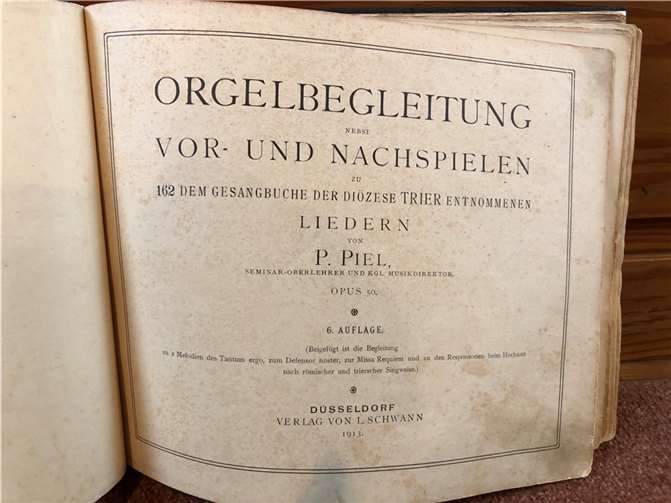 ORGELBEGLEITUNG
NEBST
VOR- UND NACHSPIELEN
ZU
162 DEM GESANGBUCHE DER DIÖZESE TRIER ENTNOMMENEN
LIEDERN
VON
P. PIEL,
SEMINAR-OBERLEHRER UND KGL. MUSIKDIREKTOR.
OPUS 50.
6. AUFLAGE.
(Beigefügt ist die Begleitung
zu 2 Melodien des Tantum ergo, zum Defensor noster, zur Missa Requiem und zu den Responsorien beim Hochamt
nach römischer und trierscher Singweise.)
DÜSSELDORF
VERLAG VON L. SCHWANN
1913.